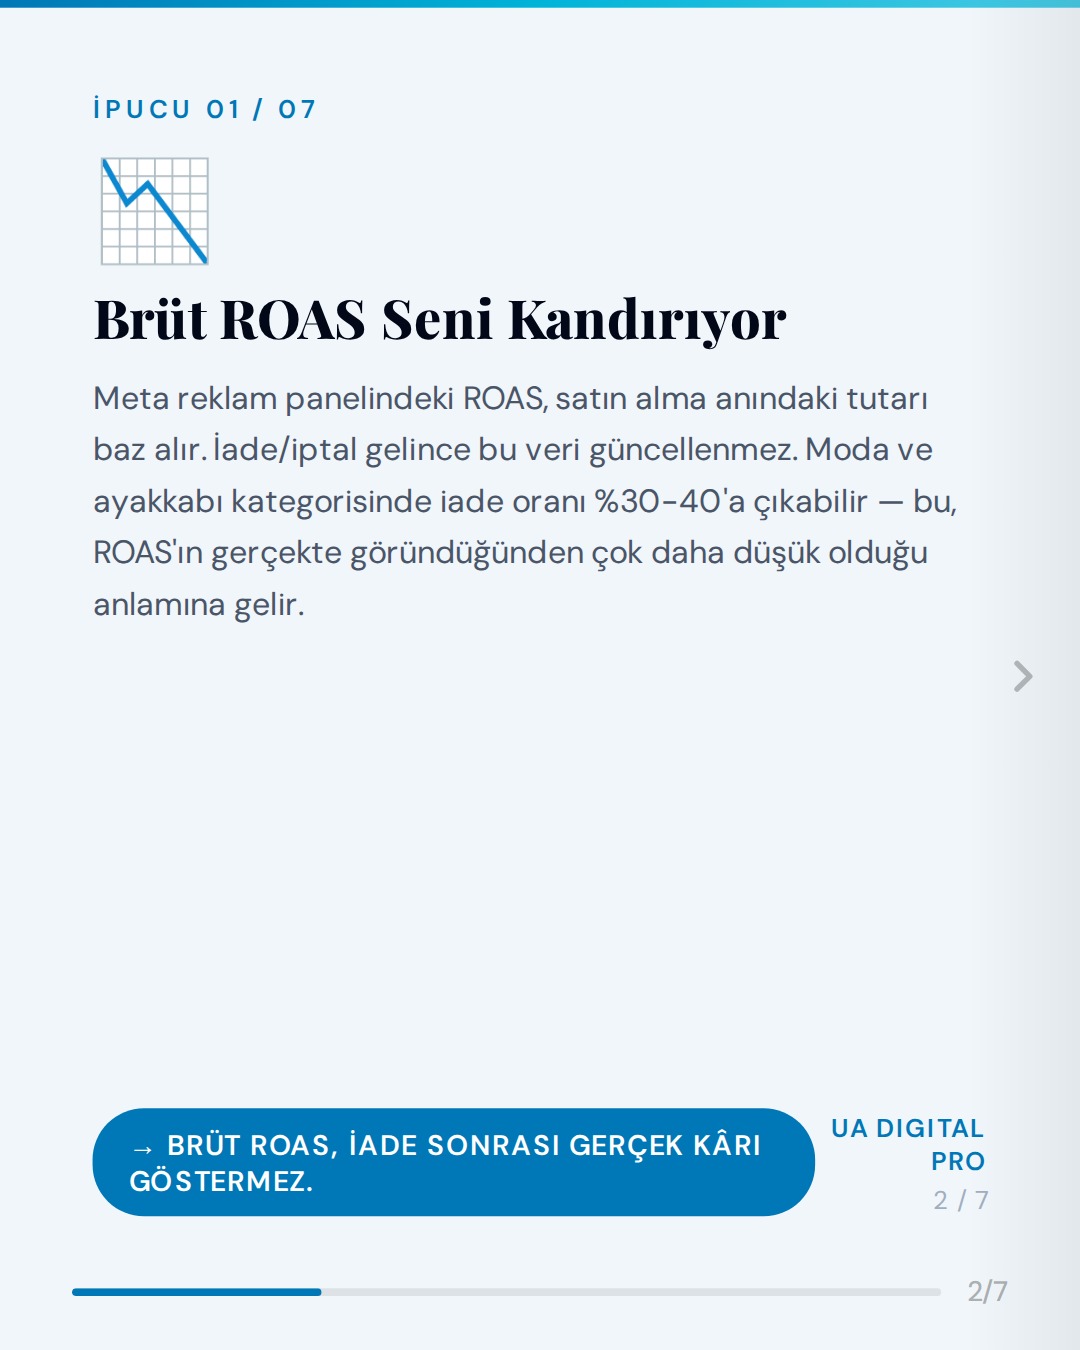 İPUCU 01 / 07
Brüt ROAS Seni Kandırıyor
Meta reklam panelindeki ROAS, satın alma anındaki tutarı
baz alır. İade/iptal gelince bu veri güncellenmez. Moda ve
ayakkabı kategorisinde iade oranı %30-40'a çıkabilir — bu,
ROAS'ın gerçekte göründüğünden çok daha düşük olduğu
anlamına gelir.
→ BRÜT ROAS, İADE SONRASI GERÇEK KÂRI
GÖSTERMEZ.
UA DIGITAL
PRO
2 / 7
2/7